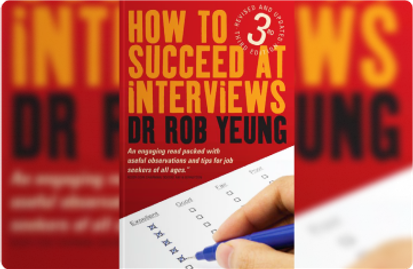 HOW TO
SUCCEED AT
iNTERViEWS
DR ROB YEUNG
3RD
REVISED AND UPDATED
THIRD EDITION
An engaging read packed with
useful observations and tips for job
seekers of all ages."
Excellent
Good
Fair
Poor